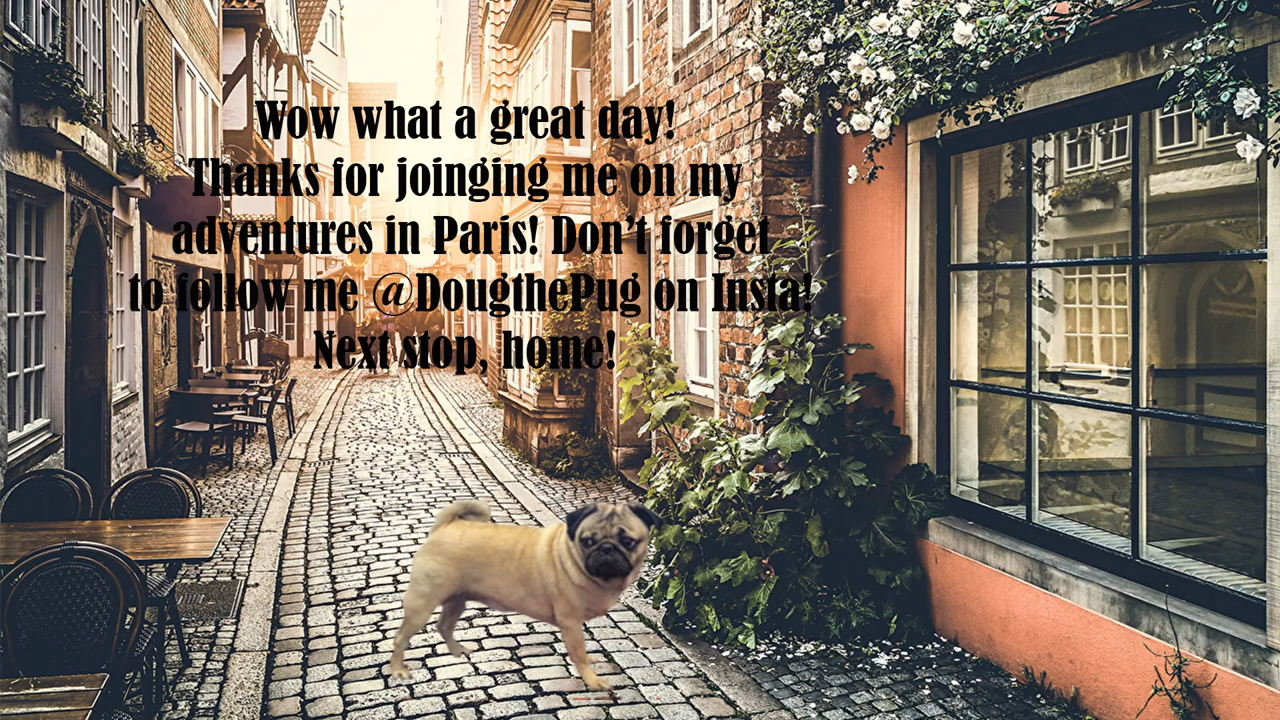 Wow what a great day!
Thanks for joinging me on my
adventures in Paris! Don’t forget
to follow me @DougthePug on Insta!
Next stop, home!